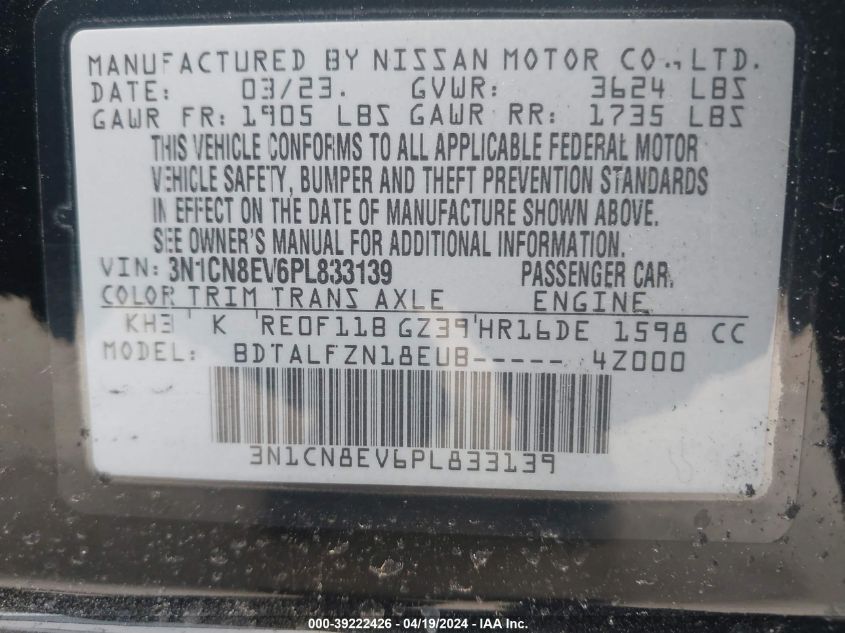 MANUFACTURED BY NISSAN MOTOR CO., LTD.
DATE: 03/23. GVWR: 3624 LBS
GAWR FR: 1905 LBS GAWR RR: 1735 LBS
THIS VEHICLE CONFORMS TO ALL APPLICABLE FEDERAL MOTOR
VEHICLE SAFETY, BUMPER AND THEFT PREVENTION STANDARDS
IN EFFECT ON THE DATE OF MANUFACTURE SHOWN ABOVE.
SEE OWNER'S MANUAL FOR ADDITIONAL INFORMATION.
VIN: 3N1CN8EV6PL833139 PASSENGER CAR.
COLOR TRIM TRANS AXLE ENGINE
KH3 K RE0F11B GZ39 HR16DE 1598 CC
MODEL: BDTALFZN18EUB----- 4Z000
3N1CN8EV6PL833139
000-39222426 - 04/19/2024 - IAA Inc.